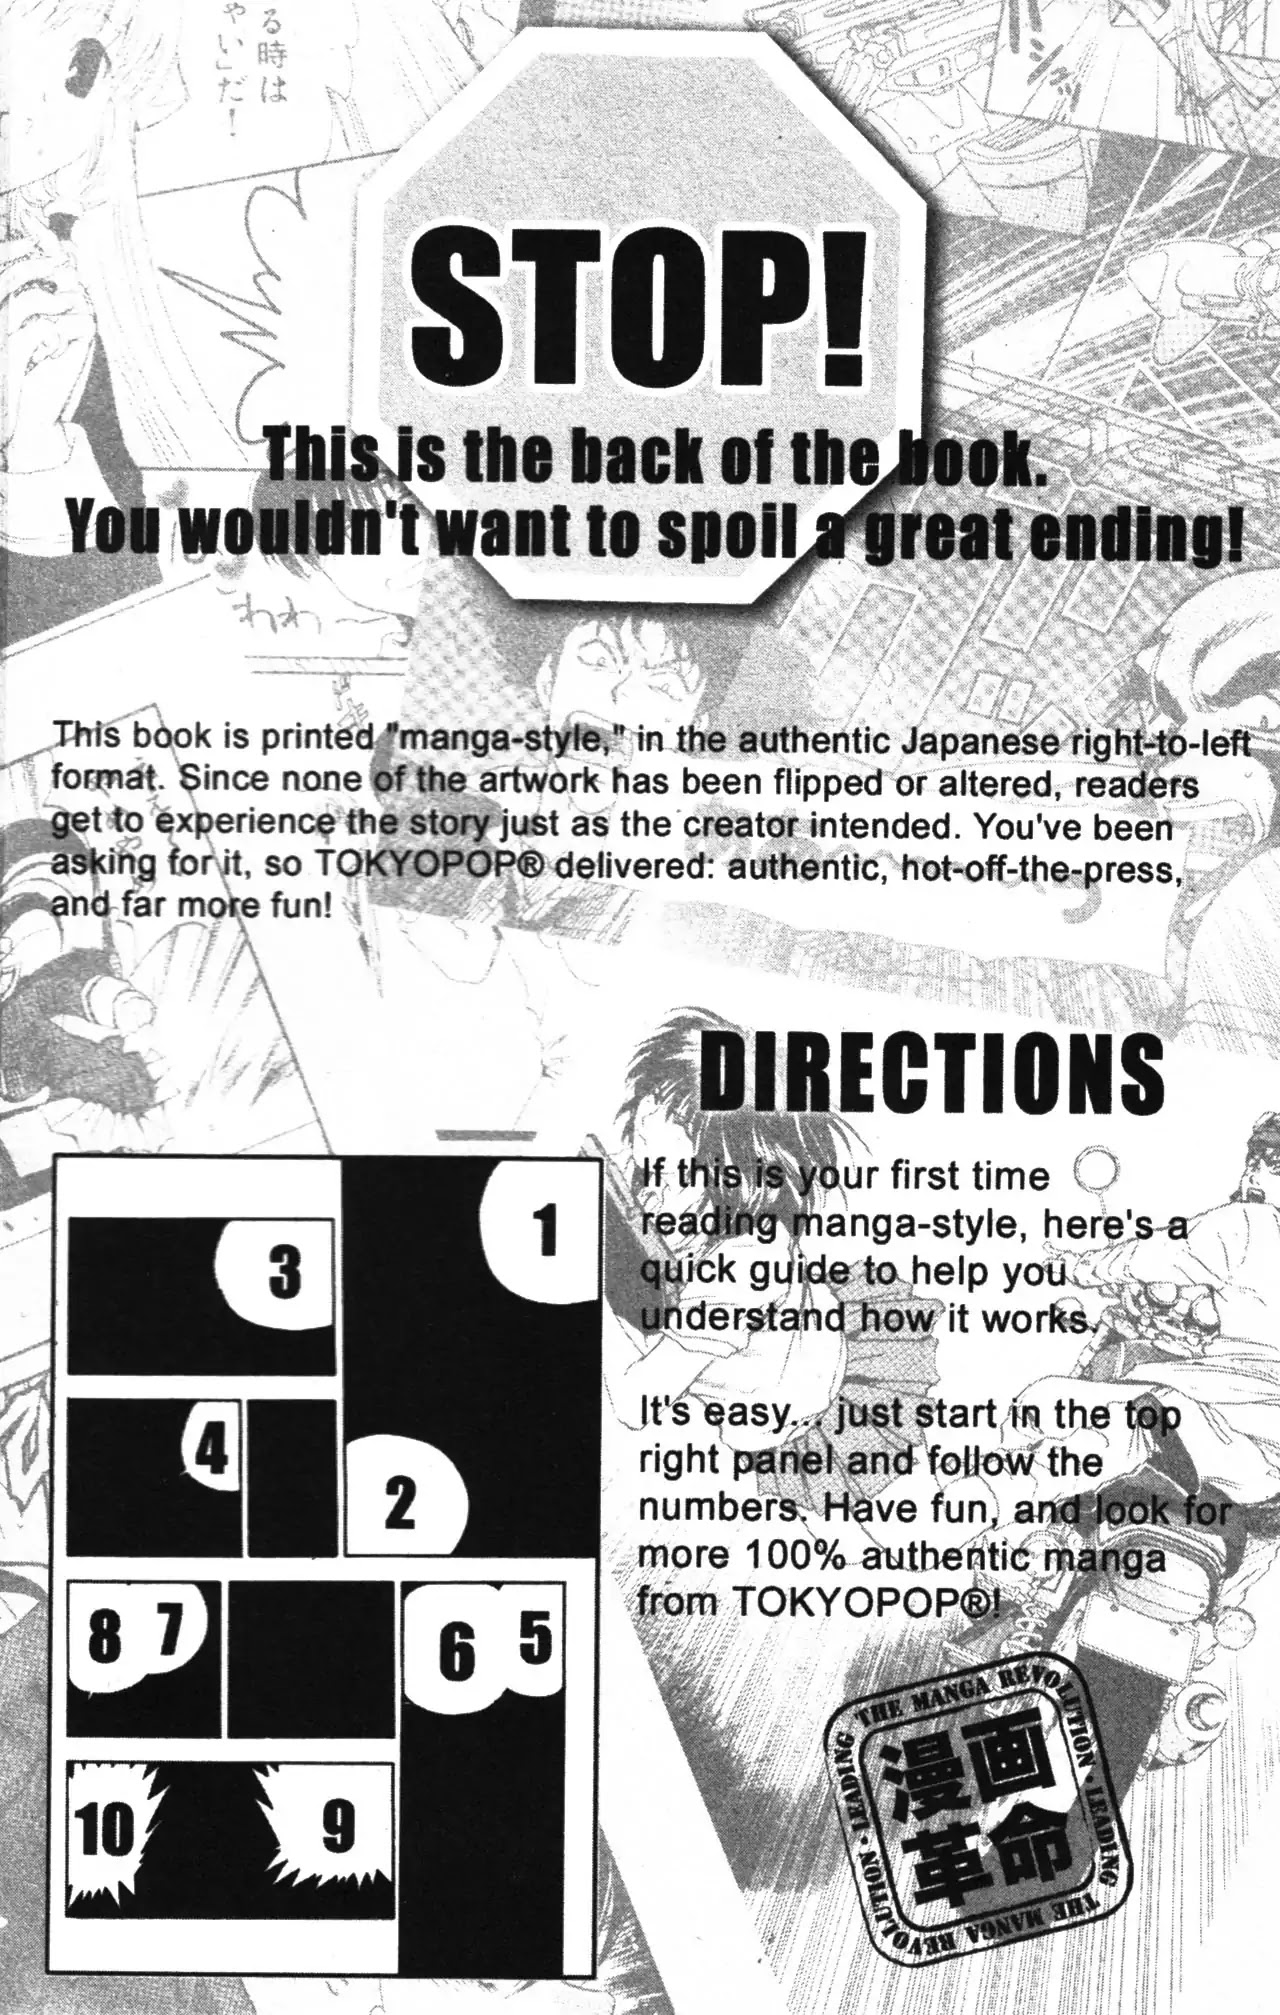 る時は
ゃい」だ！
STOP!
This is the back of the book.
You wouldn't want to spoil a great ending!
This book is printed "manga-style," in the authentic Japanese right-to-left
format. Since none of the artwork has been flipped or altered, readers
get to experience the story just as the creator intended. You've been
asking for it, so TOKYOPOP® delivered: authentic, hot-off-the-press,
and far more fun!
DIRECTIONS
If this is your first time
reading manga-style, here's a
quick guide to help you
understand how it works.
It's easy... just start in the top
right panel and follow the
numbers. Have fun, and look for
more 100% authentic manga
from TOKYOPOP®!
1
2
3
4
5
6
7
8
9
10
LEADING THE MANGA REVOLUTION • LEADING THE MANGA REVOLUTION •
漫画
革命